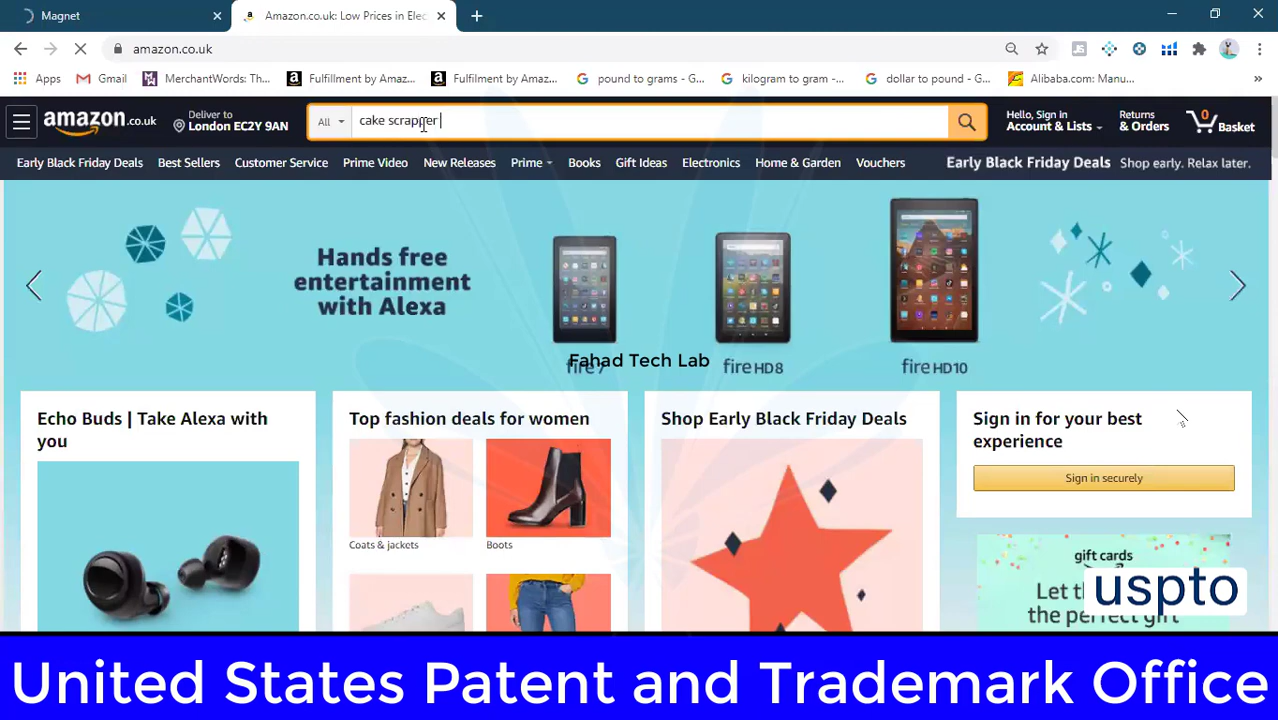 Magnet
Amazon.co.uk: Low Prices in Elec
amazon.co.uk
Apps
Gmail
MerchantWords: Th...
Fulfillment by Amaz...
Fulfilment by Amaz...
pound to grams - G...
kilogram to gram -...
dollar to pound - G...
Alibaba.com: Manu...
amazon.co.uk
Deliver to
London EC2Y 9AN
All
cake scrapper
Hello, Sign in
Account & Lists
Returns
& Orders
0
Basket
Early Black Friday Deals
Best Sellers
Customer Service
Prime Video
New Releases
Prime
Books
Gift Ideas
Electronics
Home & Garden
Vouchers
Early Black Friday Deals Shop early. Relax later.
Hands free
entertainment
with Alexa
Fahad Tech Lab
fire 7
fire HD8
fire HD10
Echo Buds | Take Alexa with
you
Top fashion deals for women
Coats & jackets
Boots
Shop Early Black Friday Deals
Sign in for your best
experience
Sign in securely
gift cards
Let th
the perfect gift
uspto
United States Patent and Trademark Office